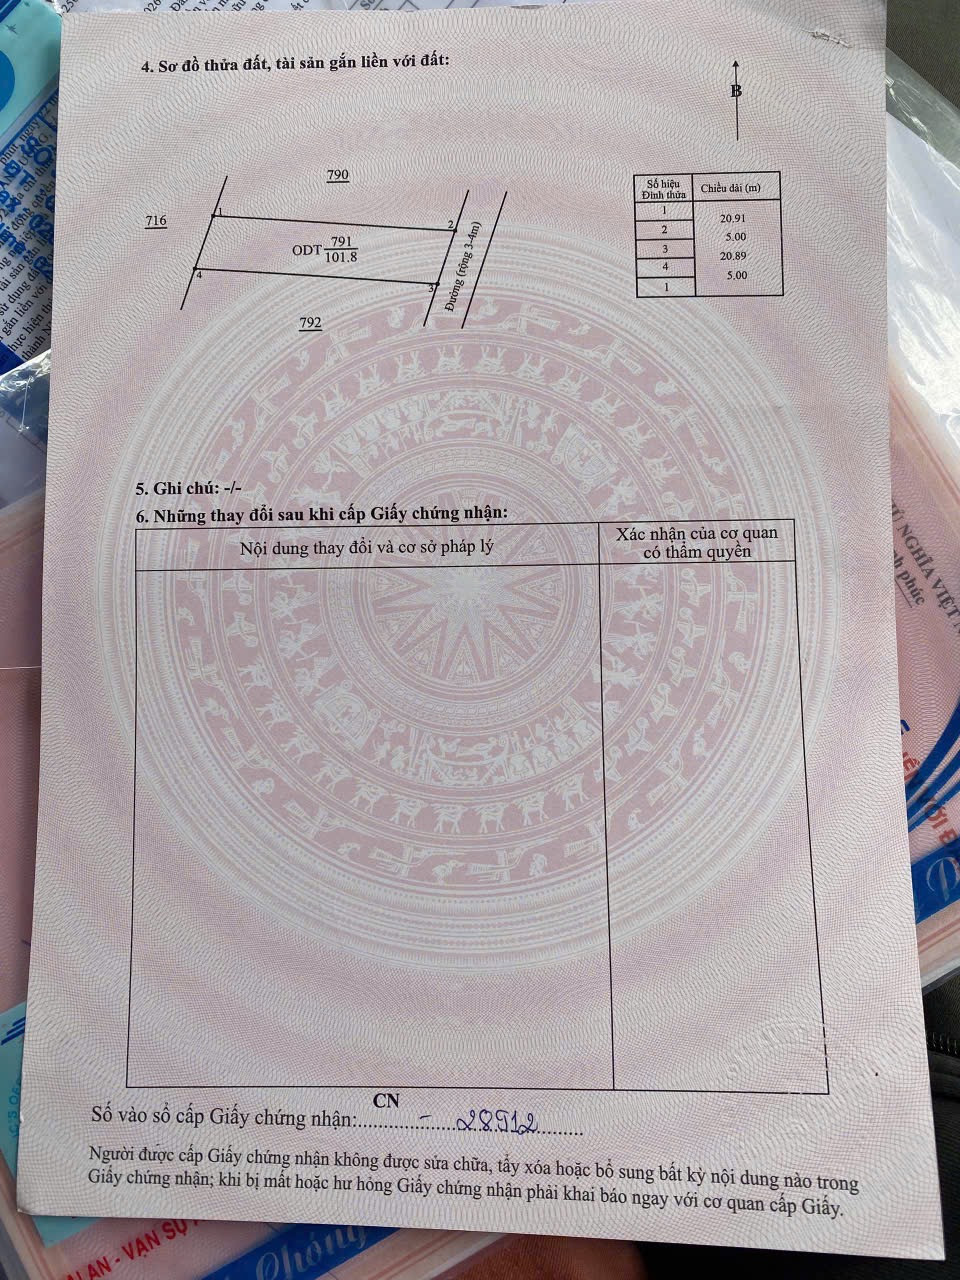 4. Sơ đồ thửa đất, tài sản gắn liền với đất:
B
790
716
1
2
ODT 791
101.8
4
3
Đường (rộng 3-4m)
792
Số hiệu Đỉnh thửa
Chiều dài (m)
1
20.91
2
5.00
3
20.89
4
5.00
1
5. Ghi chú: -/-
6. Những thay đổi sau khi cấp Giấy chứng nhận:
Nội dung thay đổi và cơ sở pháp lý
Xác nhận của cơ quan
có thẩm quyền
CN
Số vào sổ cấp Giấy chứng nhận:......- 28912
Người được cấp Giấy chứng nhận không được sửa chữa, tẩy xóa hoặc bổ sung bất kỳ nội dung nào trong
Giấy chứng nhận; khi bị mất hoặc hư hỏng Giấy chứng nhận phải khai báo ngay với cơ quan cấp Giấy.
NGHĨA VIỆT
phúc